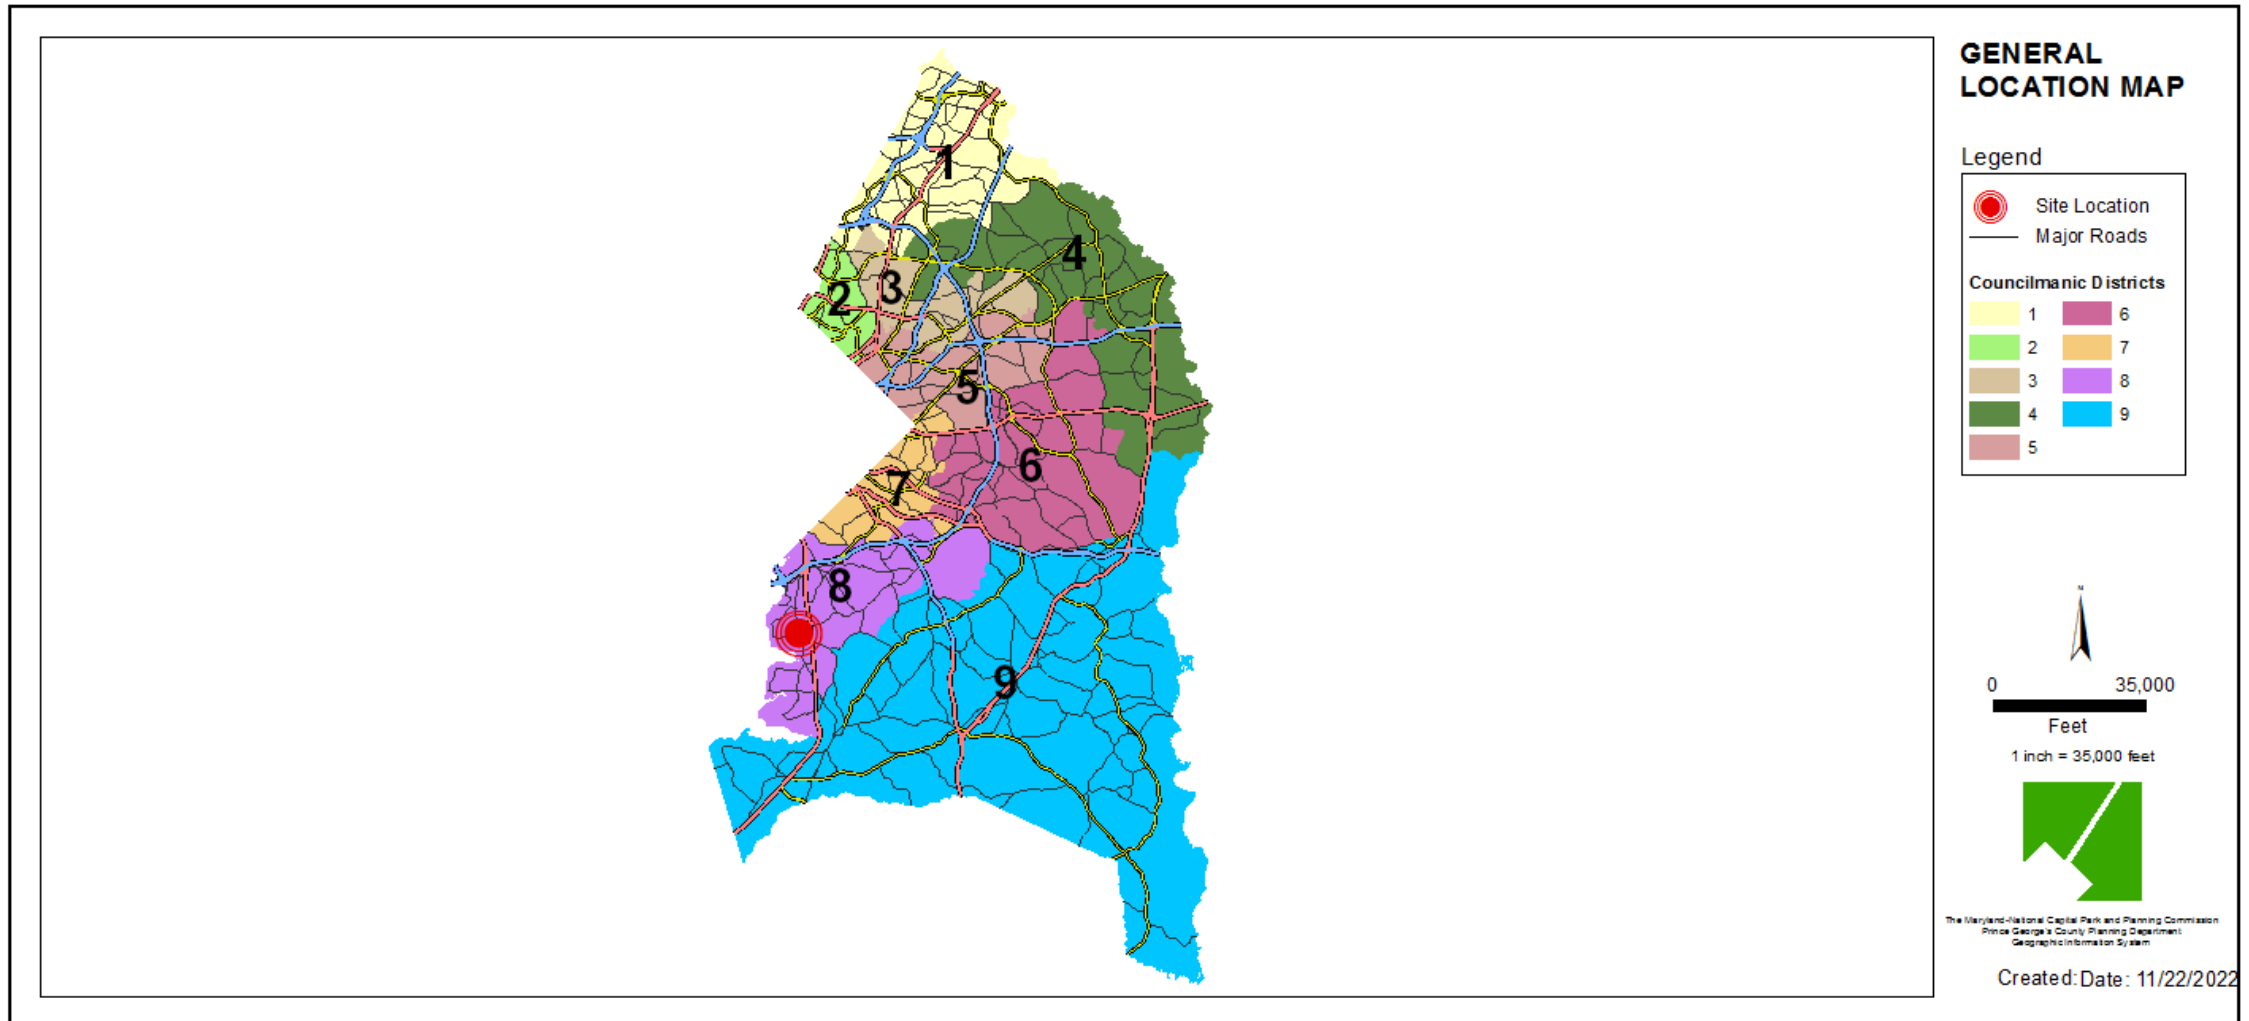 GENERAL
LOCATION MAP
Legend
Site Location
Major Roads
Councilmanic Districts
1 6
2 7
3 8
4 9
5
1
4
3
2
5
6
7
8
9
N
0 35,000
Feet
1 inch = 35,000 feet
The Maryland-National Capital Park and Planning Commission
Prince George's County Planning Department
Geographic Information System
Created: Date: 11/22/2022